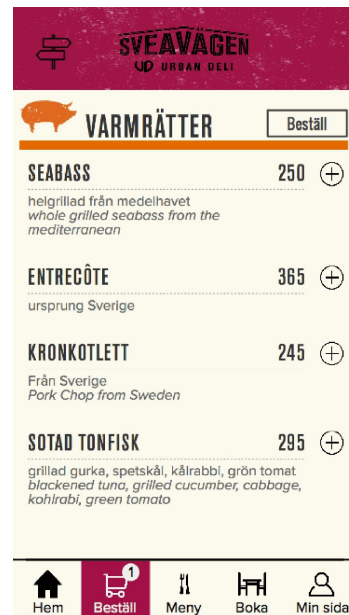 SVEAVÄGEN
UD URBAN DELI
VARMRÄTTER
Beställ
SEABASS 250
helgrillad från medelhavet
whole grilled seabass from the
mediterranean
ENTRECÔTE 365
ursprung Sverige
KRONKOTLETT 245
Från Sverige
Pork Chop from Sweden
SOTAD TONFISK 295
grillad gurka, spetskål, kålrabbi, grön tomat
blackened tuna, grilled cucumber, cabbage,
kohlrabi, green tomato
1
Hem Beställ Meny Boka Min sida